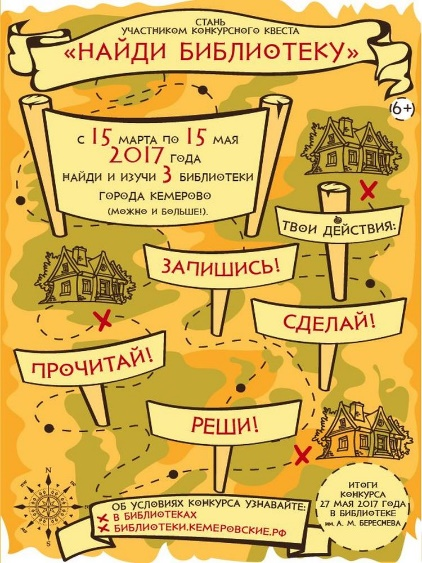 СТАНЬ
УЧАСТНИКОМ КОНКУРСНОГО КВЕСТА
«НАЙДИ БИБЛИОТЕКУ»
6+
С 15 МАРТА ПО 15 МАЯ
2017 ГОДА
НАЙДИ И ИЗУЧИ 3 БИБЛИОТЕКИ
ГОРОДА КЕМЕРОВО
(МОЖНО И БОЛЬШЕ!).
ТВОИ ДЕЙСТВИЯ:
ЗАПИШИСЬ!
СДЕЛАЙ!
ПРОЧИТАЙ!
РЕШИ!
N
ОБ УСЛОВИЯХ КОНКУРСА УЗНАВАЙТЕ:
В БИБЛИОТЕКАХ
БИБЛИОТЕКИ.КЕМЕРОВСКИЕ.РФ
ИТОГИ
КОНКУРСА
27 МАЯ 2017 ГОДА
В БИБЛИОТЕКЕ
ИМ. А. М. БЕРЕСНЕВА